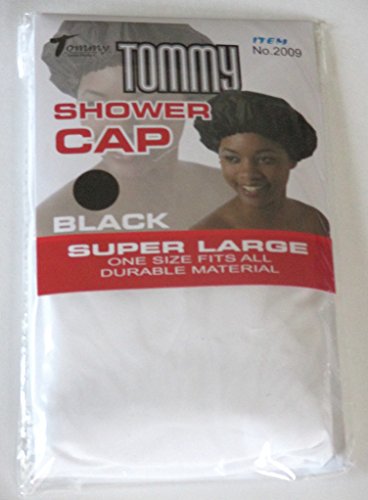 Tommy
TOMMY
ITEM
No.2009
SHOWER
CAP
BLACK
SUPER LARGE
ONE SIZE FITS ALL
DURABLE MATERIAL